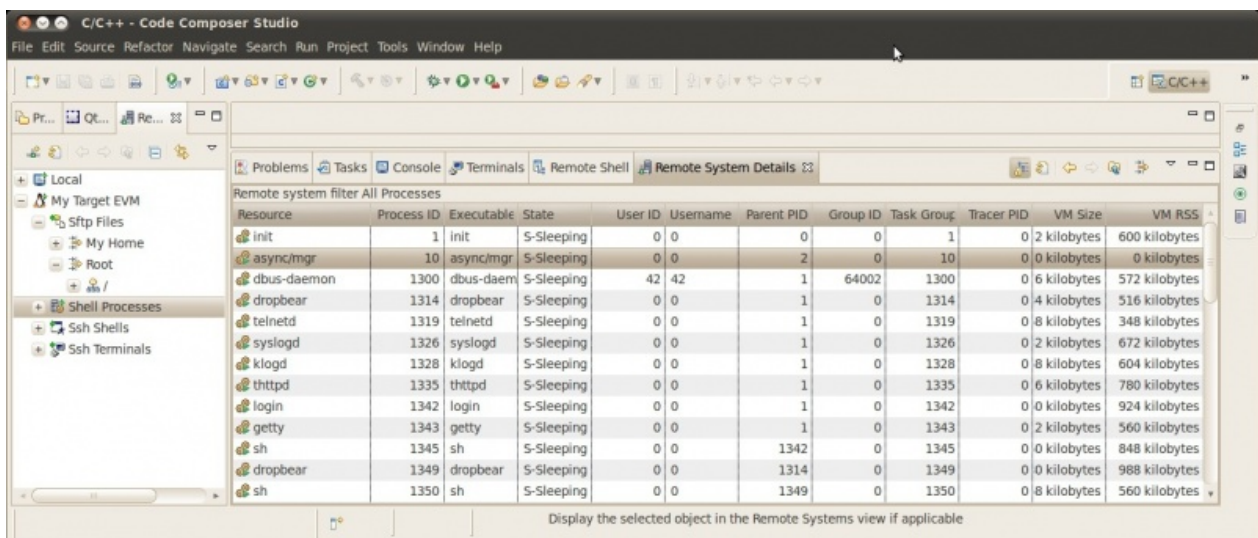 C/C++ - Code Composer Studio
File Edit Source Refactor Navigate Search Run Project Tools Window Help
C/C++
Pr... Qt... Re...
Local
My Target EVM
Sftp Files
My Home
Root
/
Shell Processes
Ssh Shells
Ssh Terminals
Problems Tasks Console Terminals Remote Shell Remote System Details
Remote system filter All Processes
Resource Process ID Executable State User ID Username Parent PID Group ID Task Group Tracer PID VM Size VM RSS
init 1 init S-Sleeping 0 0 0 0 1 0 2 kilobytes 600 kilobytes
async/mgr 10 async/mgr S-Sleeping 0 0 2 0 10 0 0 kilobytes 0 kilobytes
dbus-daemon 1300 dbus-daem S-Sleeping 42 42 1 64002 1300 0 6 kilobytes 572 kilobytes
dropbear 1314 dropbear S-Sleeping 0 0 1 0 1314 0 4 kilobytes 516 kilobytes
telnetd 1319 telnetd S-Sleeping 0 0 1 0 1319 0 8 kilobytes 348 kilobytes
syslogd 1326 syslogd S-Sleeping 0 0 1 0 1326 0 2 kilobytes 672 kilobytes
klogd 1328 klogd S-Sleeping 0 0 1 0 1328 0 8 kilobytes 604 kilobytes
thttpd 1335 thttpd S-Sleeping 0 0 1 0 1335 0 6 kilobytes 780 kilobytes
login 1342 login S-Sleeping 0 0 1 0 1342 0 0 kilobytes 924 kilobytes
getty 1343 getty S-Sleeping 0 0 1 0 1343 0 2 kilobytes 560 kilobytes
sh 1345 sh S-Sleeping 0 0 1342 0 1345 0 0 kilobytes 848 kilobytes
dropbear 1349 dropbear S-Sleeping 0 0 1314 0 1349 0 0 kilobytes 988 kilobytes
sh 1350 sh S-Sleeping 0 0 1349 0 1350 0 8 kilobytes 560 kilobytes
Display the selected object in the Remote Systems view if applicable